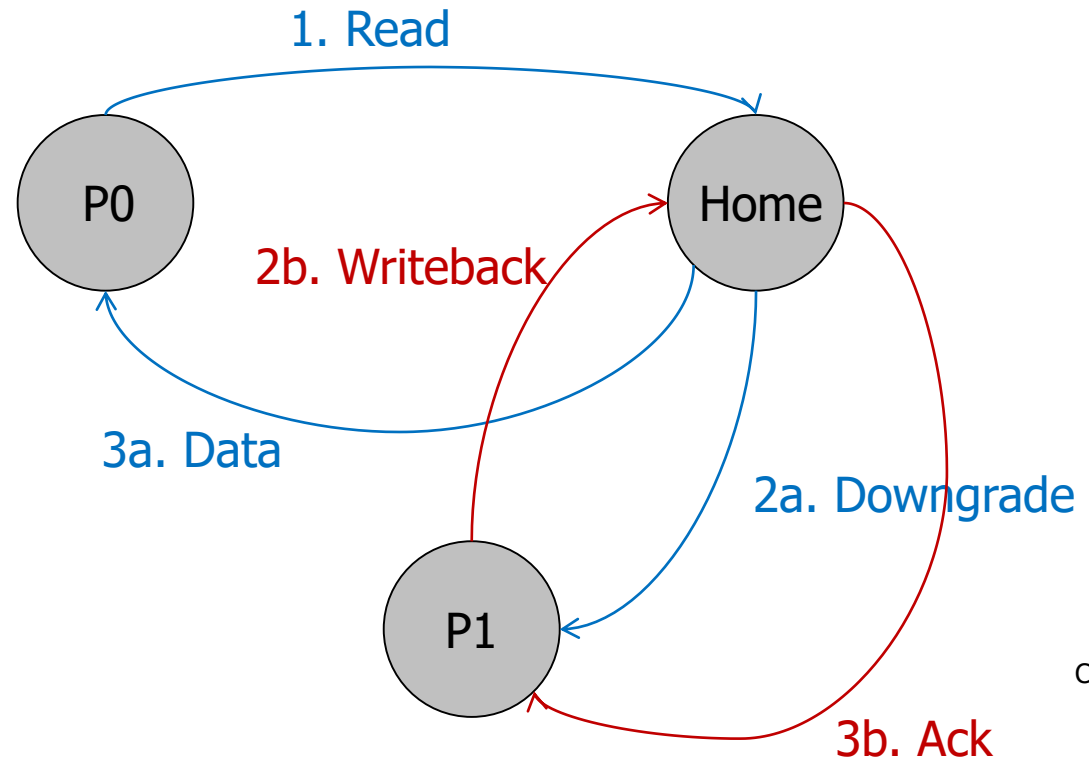 1. Read
P0
Home
2b. Writeback
3a. Data
2a. Downgrade
P1
3b. Ack